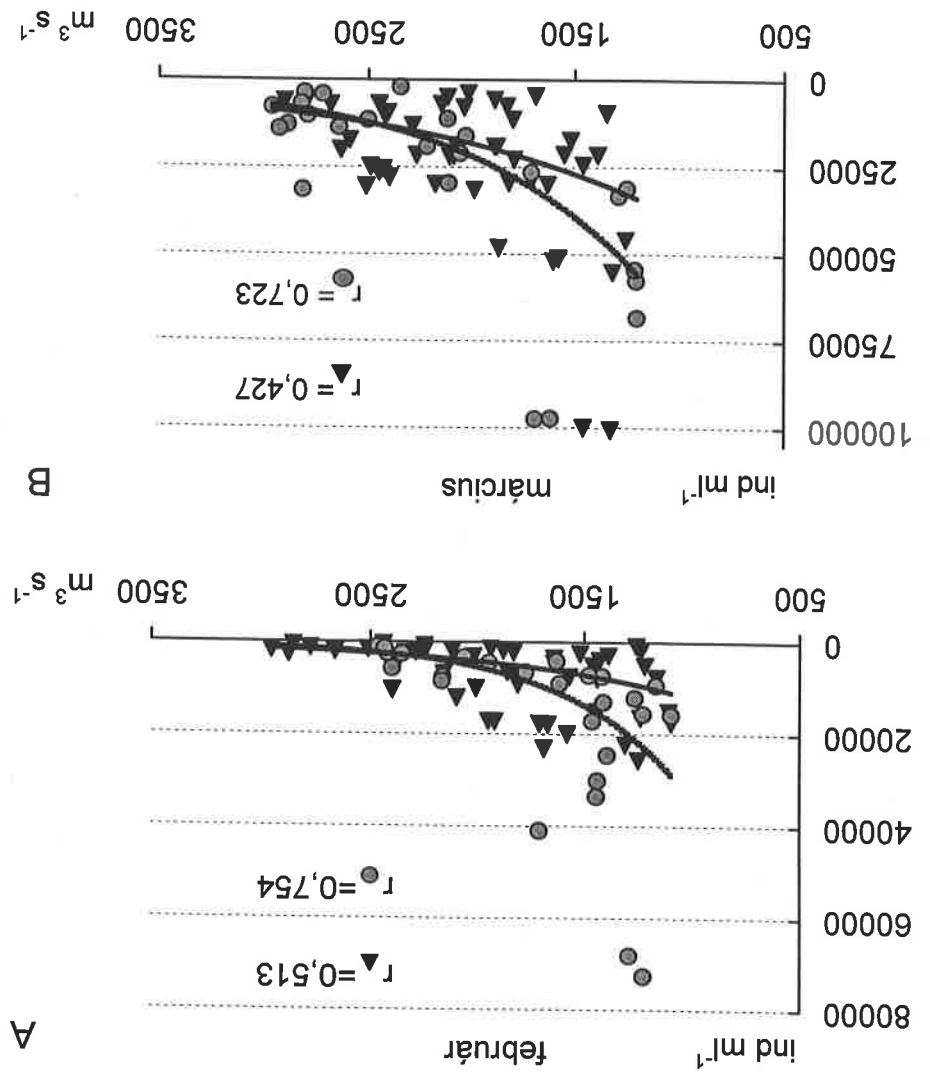 A
ind ml⁻¹
február
80000
60000
40000
20000
0
r▲=0,513
r●=0,754
500
1500
2500
3500
m³ s⁻¹
B
ind ml⁻¹
március
100000
75000
50000
25000
0
r▲= 0,427
r●= 0,723
500
1500
2500
3500
m³ s⁻¹